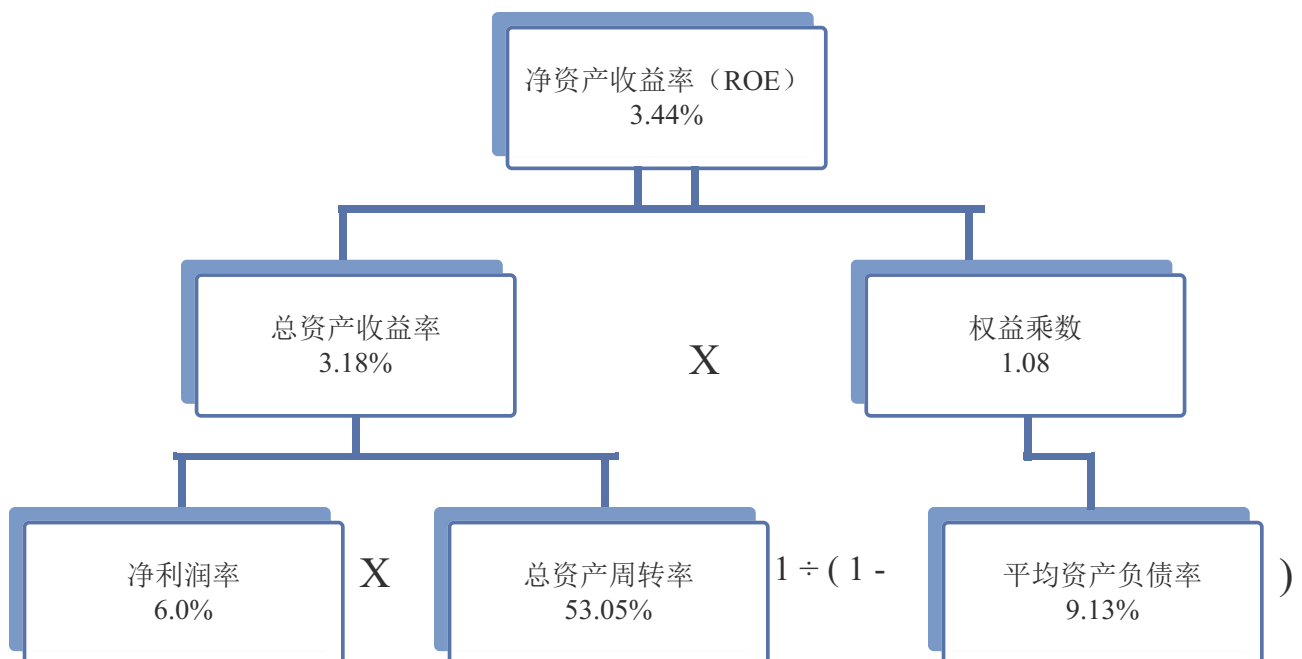 净资产收益率（ROE）
3.44%
总资产收益率
3.18%
X
权益乘数
1.08
净利润率
6.0%
X
总资产周转率
53.05%
1 ÷ ( 1 -
平均资产负债率
9.13%
)